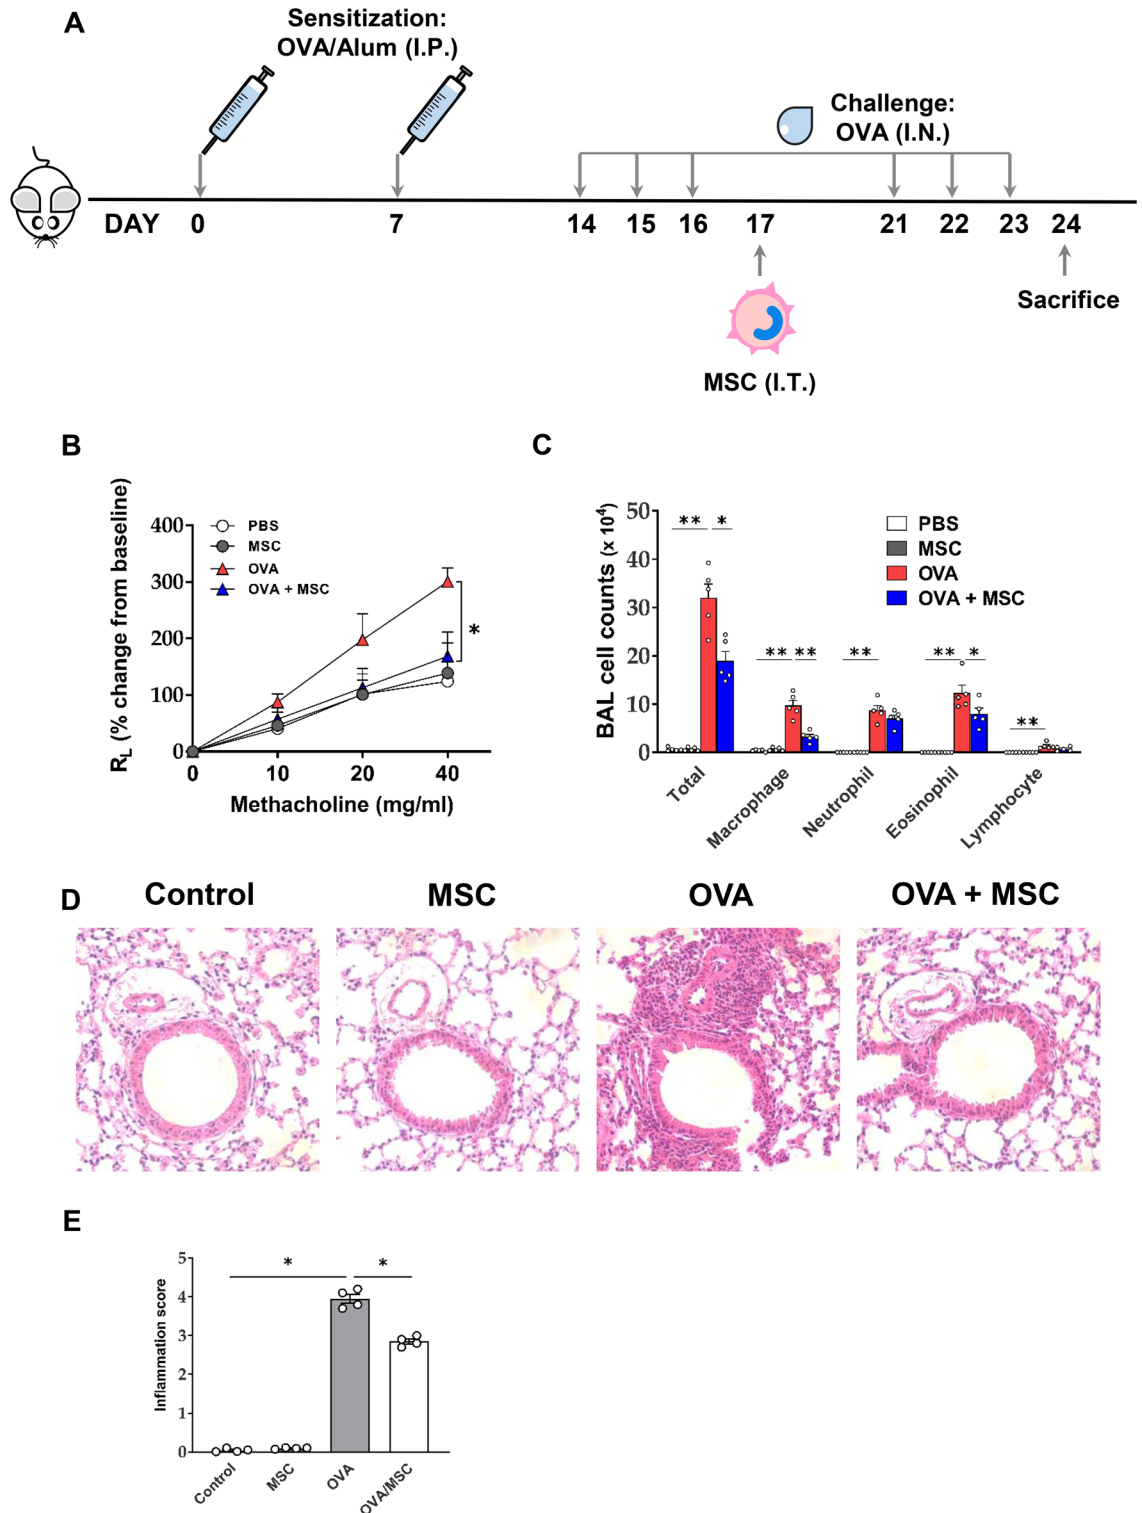 A
Sensitization:
OVA/Alum (I.P.)
Challenge:
OVA (I.N.)
DAY 0 7 14 15 16 17 21 22 23 24
Sacrifice
MSC (I.T.)
B
R_L (% change from baseline)
400
300
200
100
0
PBS
MSC
OVA
OVA + MSC
*
0 10 20 40
Methacholine (mg/ml)
C
BAL cell counts (x 10⁴)
50
40
30
20
10
0
PBS
MSC
OVA
OVA + MSC
** *
** **
**
** *
**
Total
Macrophage
Neutrophil
Eosinophil
Lymphocyte
D
Control MSC OVA OVA + MSC
E
Inflammation score
5
4
3
2
1
0
* *
Control
MSC
OVA
OVA/MSC